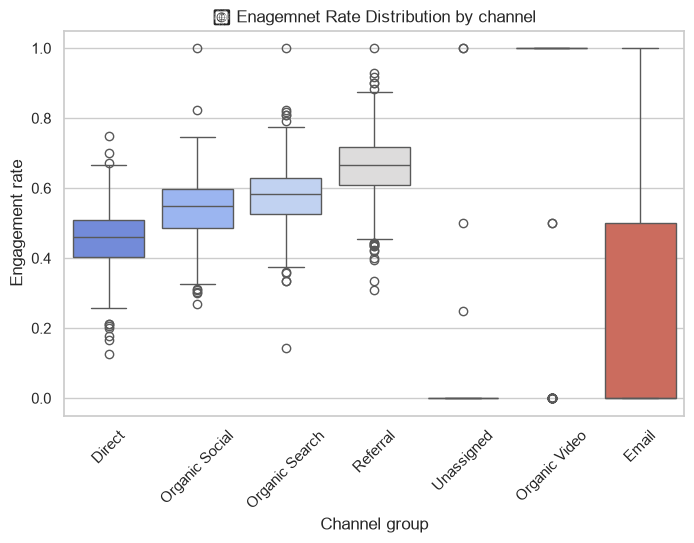 Enagemnet Rate Distribution by channel
Engagement rate
1.0
0.8
0.6
0.4
0.2
0.0
Direct
Organic Social
Organic Search
Referral
Unassigned
Organic Video
Email
Channel group